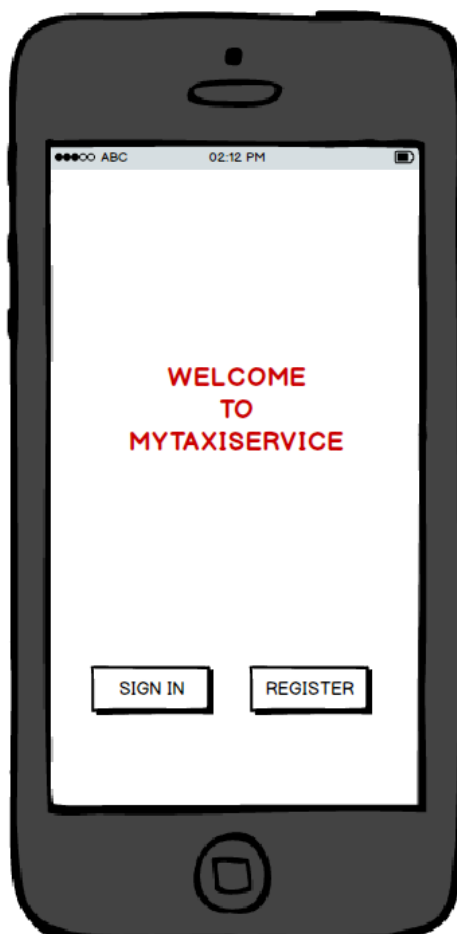 ABC 02:12 PM
WELCOME
TO
MYTAXISERVICE
SIGN IN REGISTER